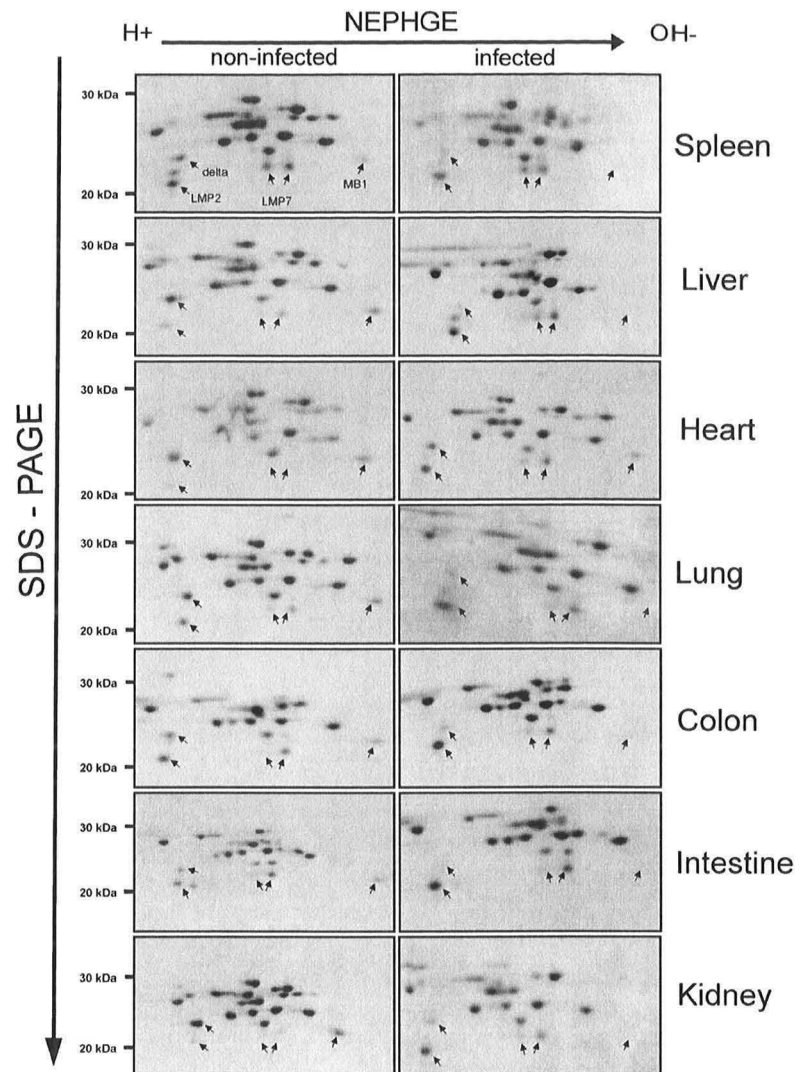 NEPHGE
H+ OH-
non-infected infected
30 kDa
delta
LMP2 LMP7 MB1
20 kDa
Spleen
30 kDa
20 kDa
Liver
30 kDa
20 kDa
Heart
30 kDa
20 kDa
Lung
30 kDa
20 kDa
Colon
30 kDa
20 kDa
Intestine
30 kDa
20 kDa
Kidney
SDS - PAGE